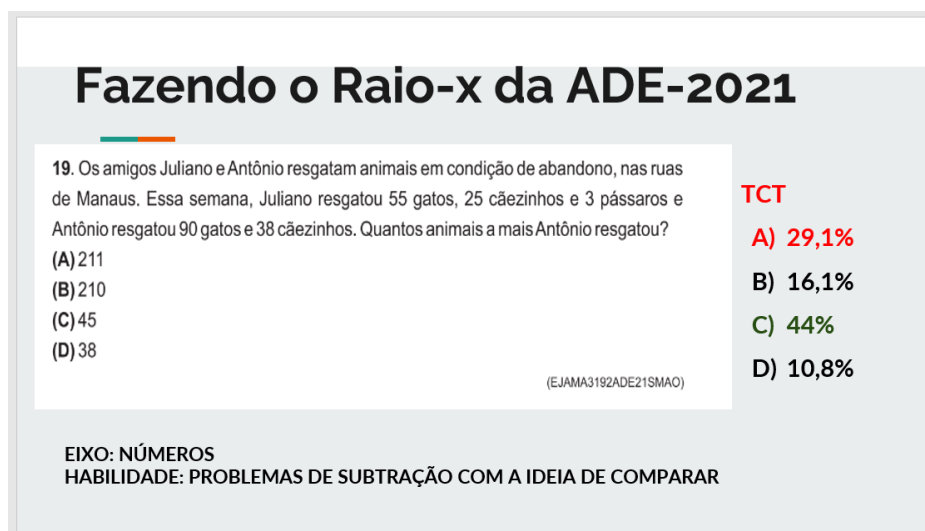 Fazendo o Raio-x da ADE-2021
19. Os amigos Juliano e Antônio resgatam animais em condição de abandono, nas ruas
de Manaus. Essa semana, Juliano resgatou 55 gatos, 25 cãezinhos e 3 pássaros e
Antônio resgatou 90 gatos e 38 cãezinhos. Quantos animais a mais Antônio resgatou?
(A) 211
(B) 210
(C) 45
(D) 38
(EJAMA3192ADE21SMAO)
TCT
A) 29,1%
B) 16,1%
C) 44%
D) 10,8%
EIXO: NÚMEROS
HABILIDADE: PROBLEMAS DE SUBTRAÇÃO COM A IDEIA DE COMPARAR